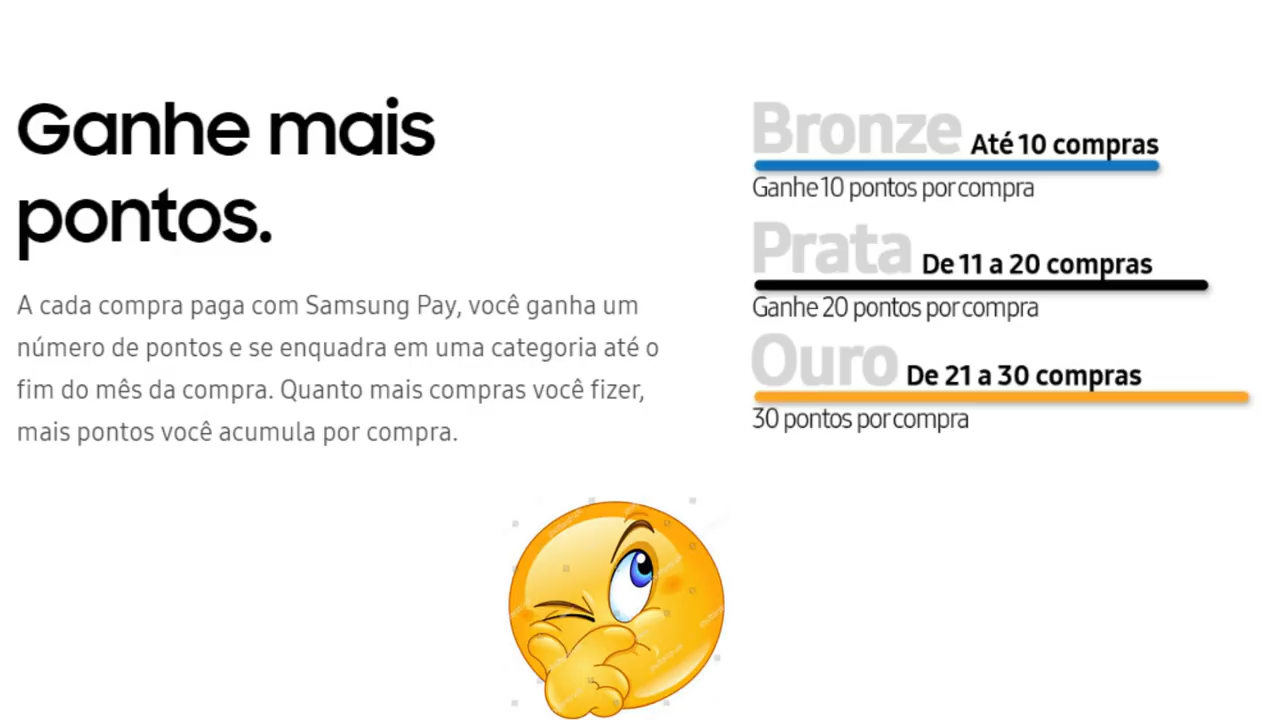 Ganhe mais
pontos.
A cada compra paga com Samsung Pay, você ganha um
número de pontos e se enquadra em uma categoria até o
fim do mês da compra. Quanto mais compras você fizer,
mais pontos você acumula por compra.
Bronze Até 10 compras
Ganhe 10 pontos por compra
Prata De 11 a 20 compras
Ganhe 20 pontos por compra
Ouro De 21 a 30 compras
30 pontos por compra